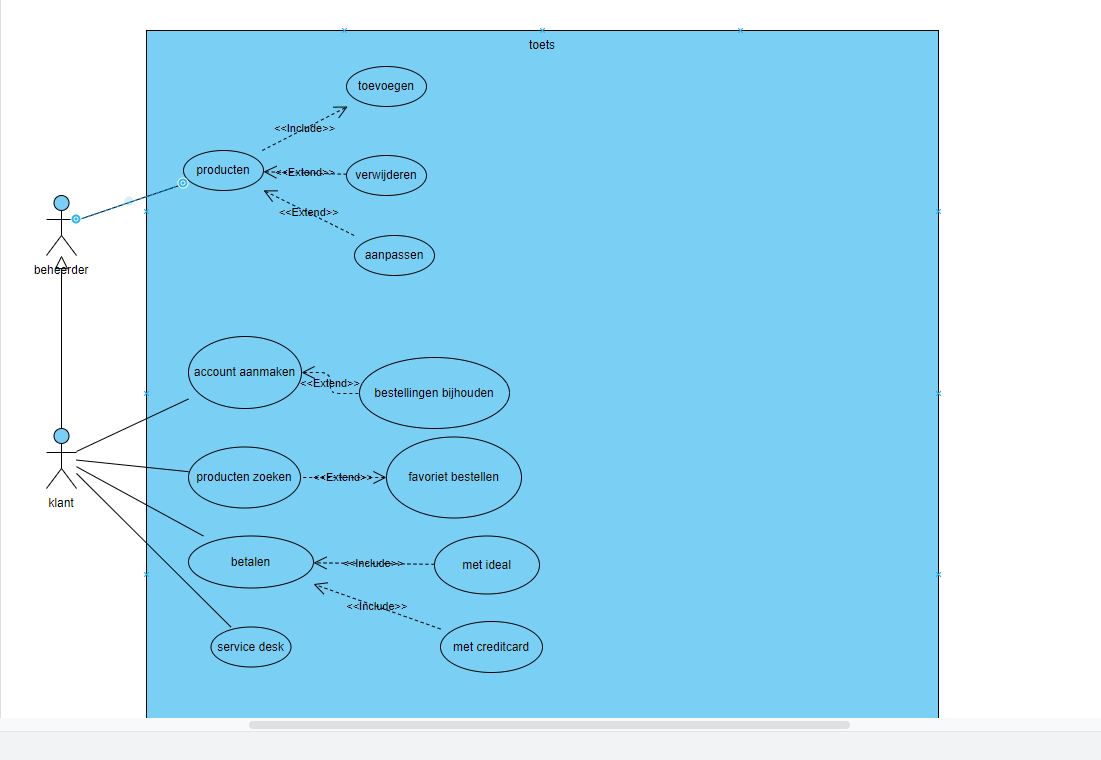 toets
toevoegen
<<Include>>
producten
<<Extend>>
verwijderen
<<Extend>>
aanpassen
beheerder
account aanmaken
<<Extend>>
bestellingen bijhouden
producten zoeken
<<Extend>>
favoriet bestellen
klant
betalen
<<Include>>
met ideal
<<Include>>
service desk
met creditcard